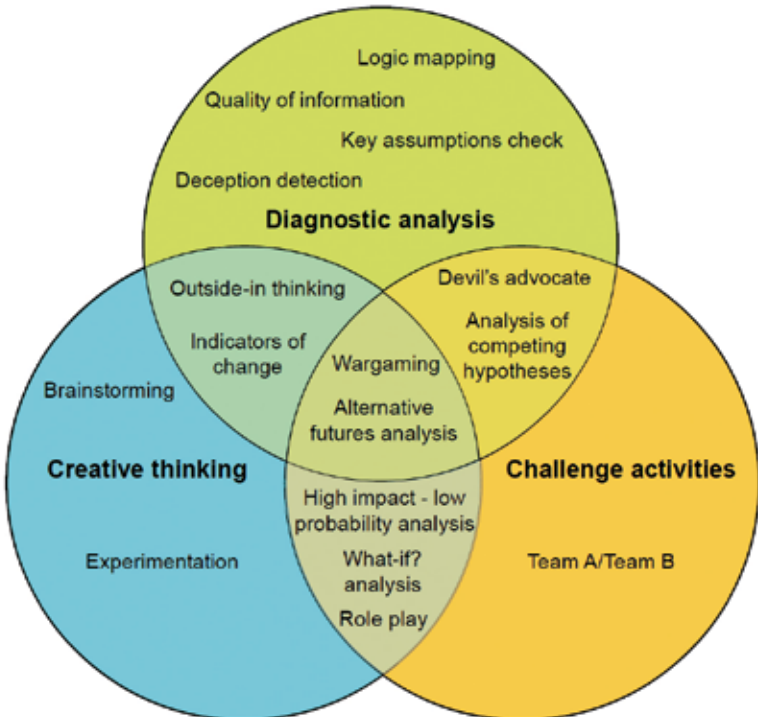 Logic mapping
Quality of information
Key assumptions check
Deception detection
Diagnostic analysis
Outside-in thinking
Indicators of
change
Devil's advocate
Analysis of
competing
hypotheses
Wargaming
Alternative
futures analysis
Brainstorming
Creative thinking
Experimentation
High impact - low
probability analysis
What-if?
analysis
Role play
Challenge activities
Team A/Team B